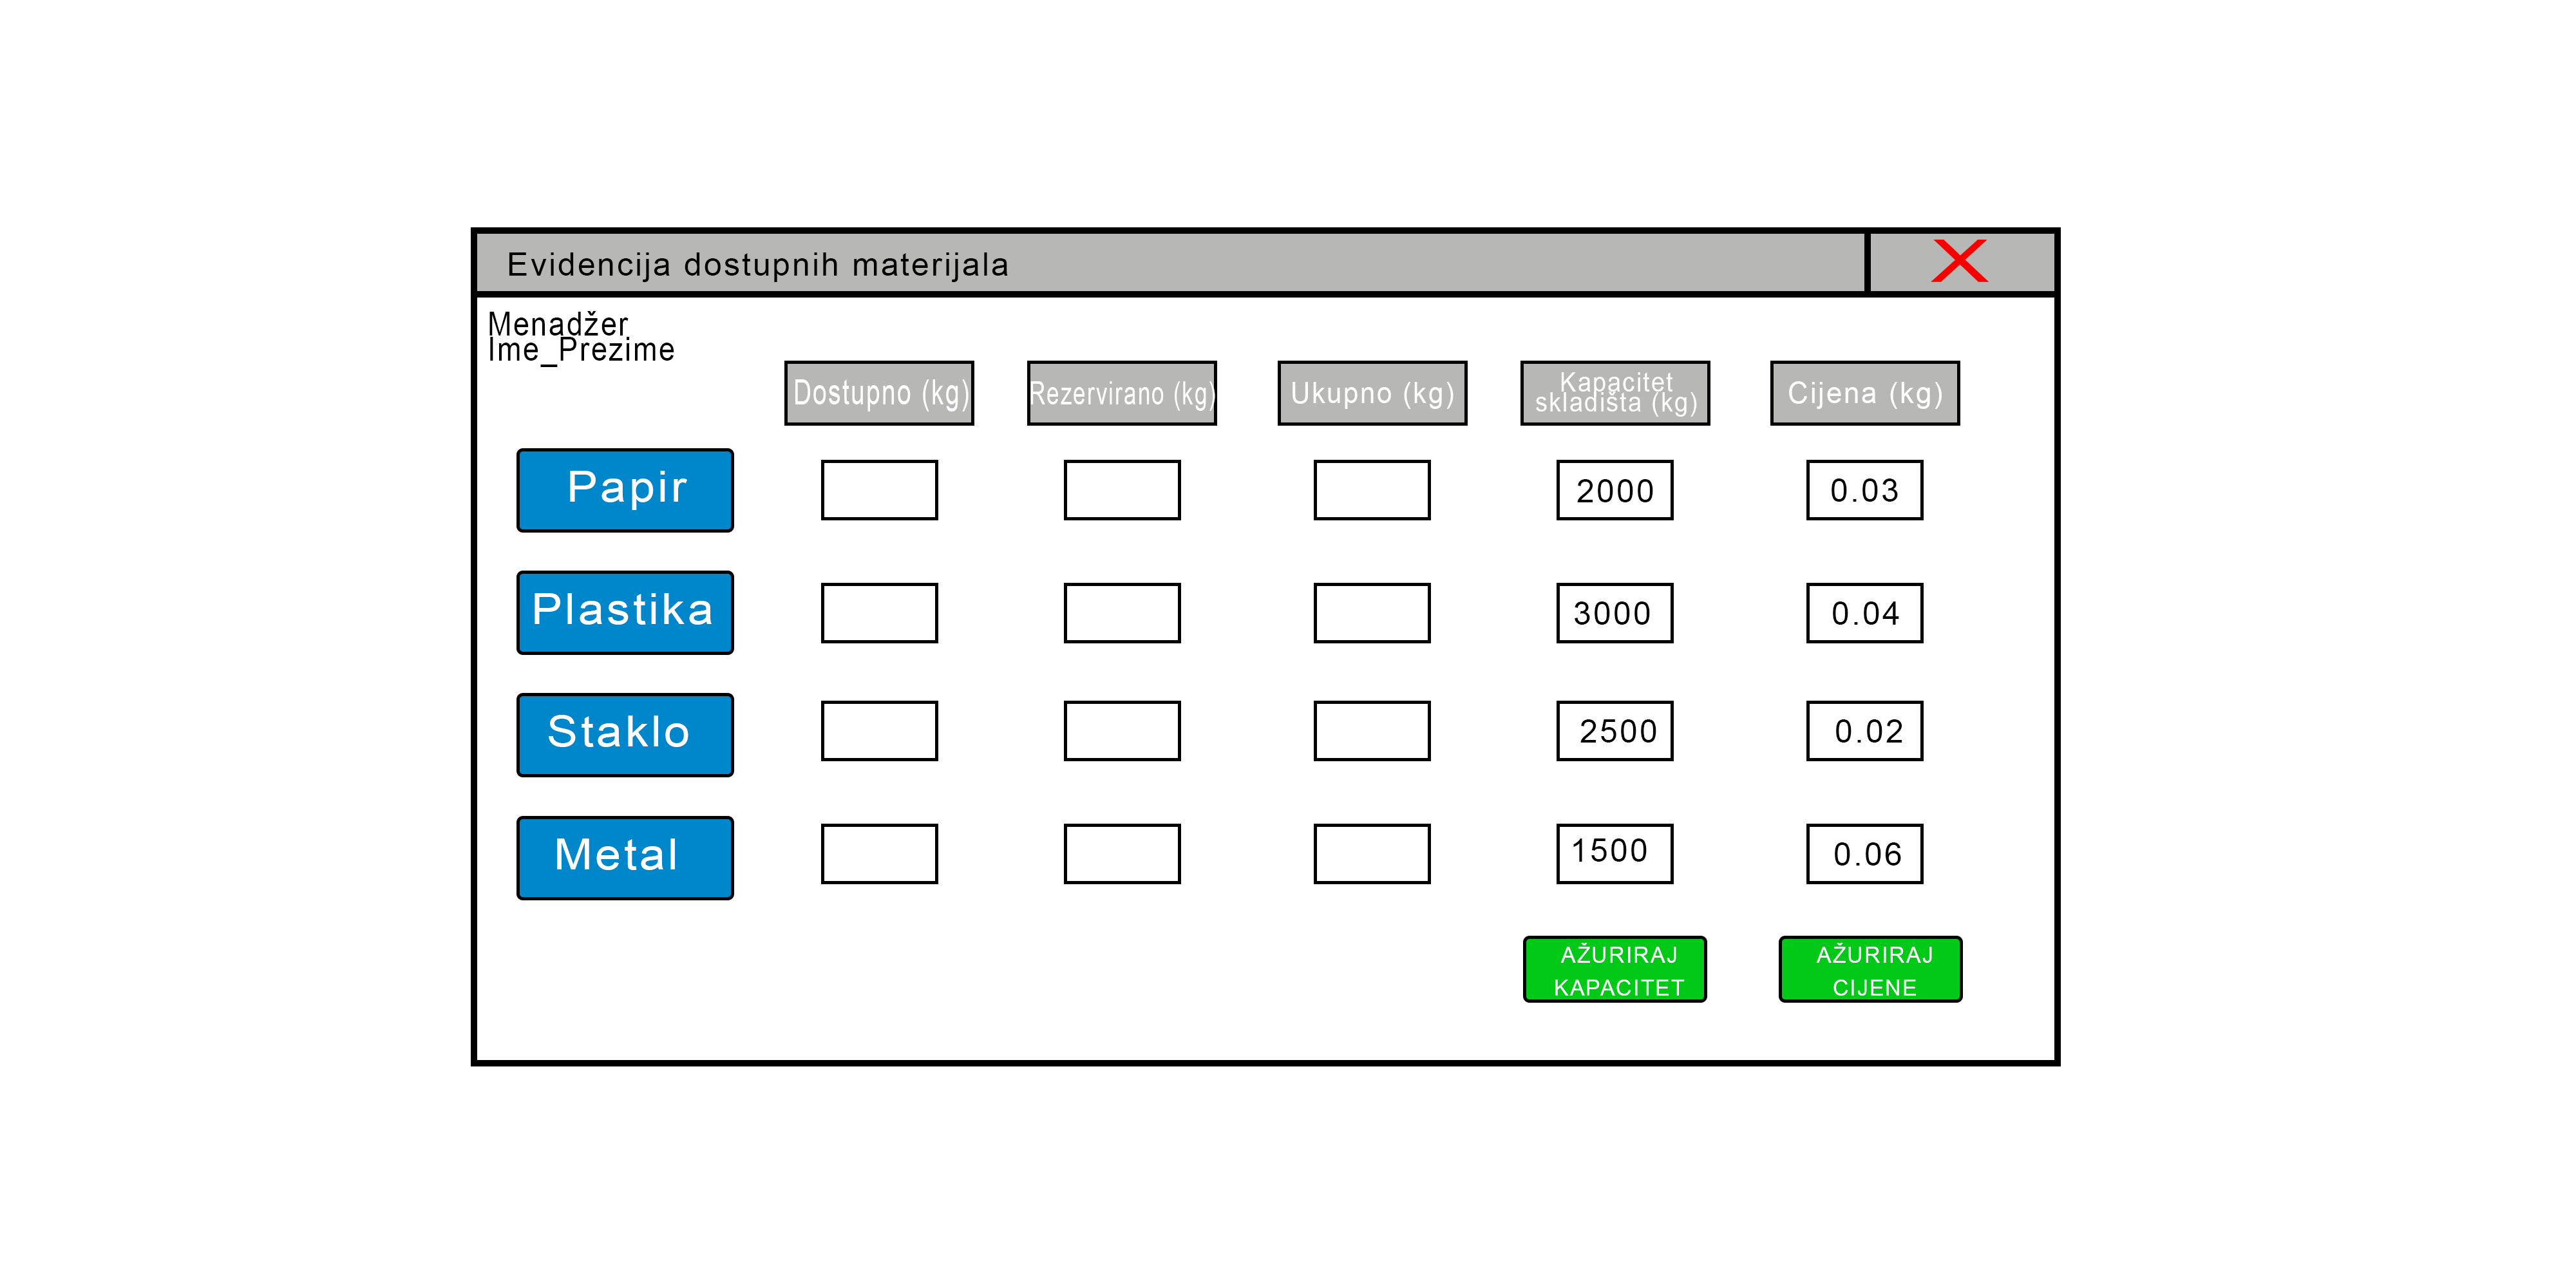 Evidencija dostupnih materijala
Menadžer
Ime_Prezime
Dostupno (kg)
Rezervirano (kg)
Ukupno (kg)
Kapacitet
skladišta (kg)
Cijena (kg)
Papir
2000
0.03
Plastika
3000
0.04
Staklo
2500
0.02
Metal
1500
0.06
AŽURIRAJ
KAPACITET
AŽURIRAJ
CIJENE